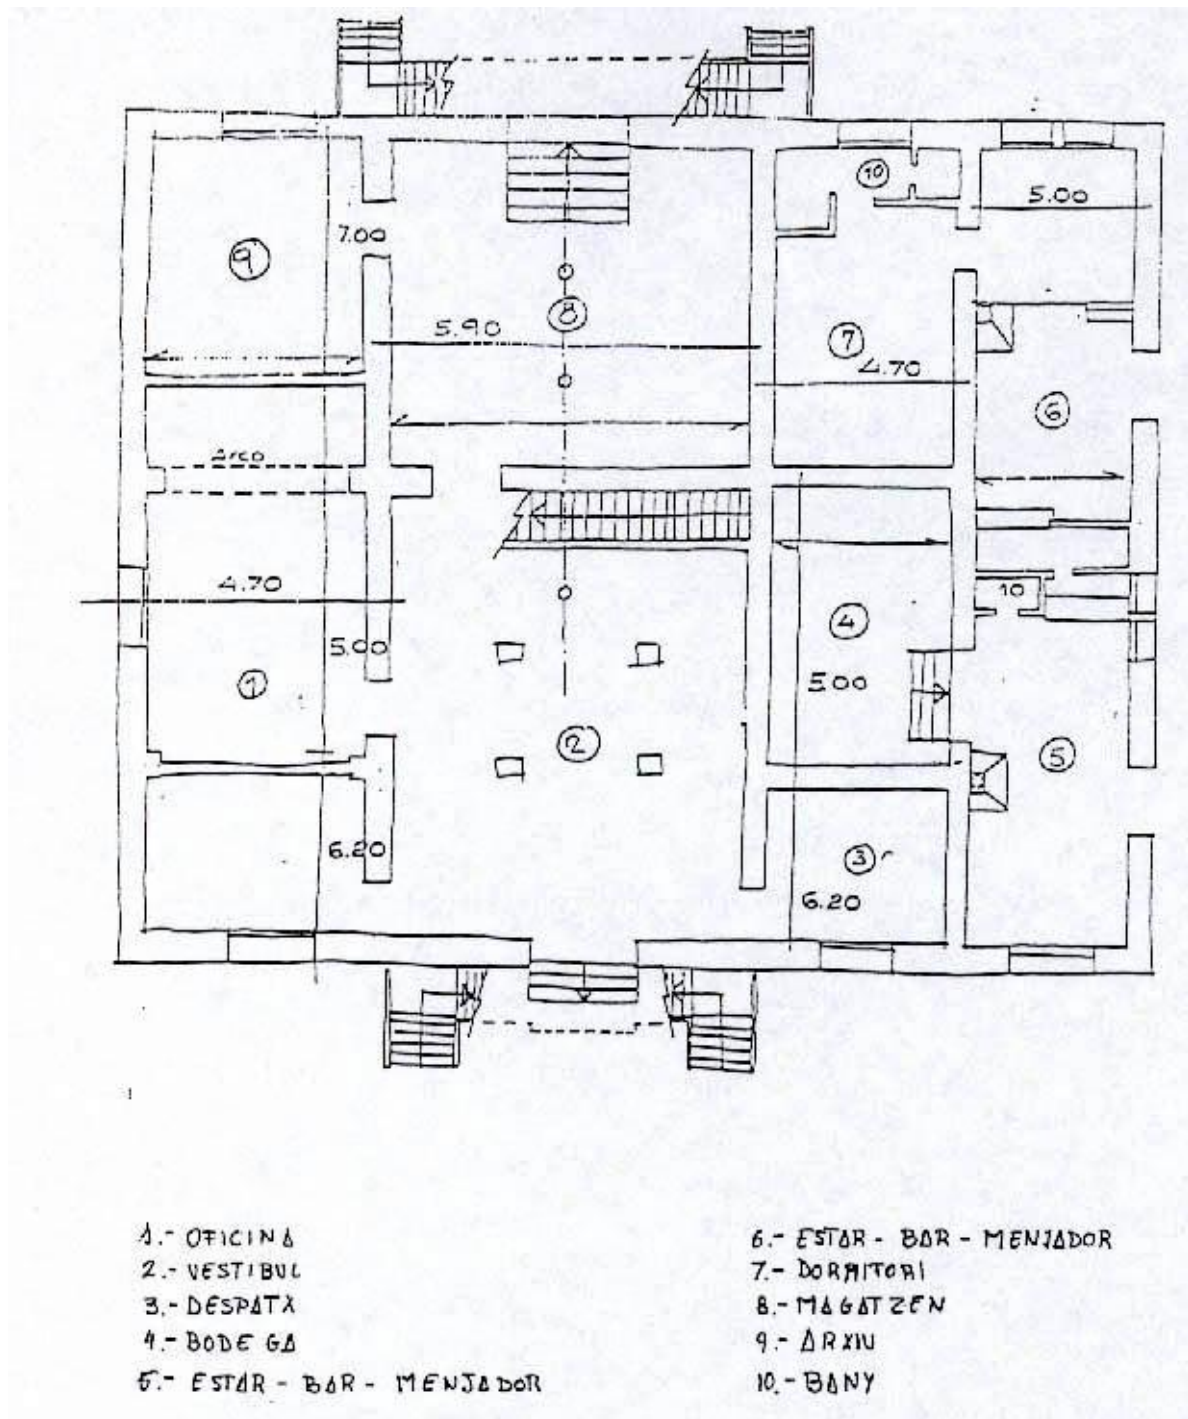 10
5.00
9
7.00
8
5.90
7
4.70
6
Arco
4.70
10
4
5.00
1
5.00
2
5
6.20
3
6.20
1.- OFICINA
2.- VESTIBUL
3.- DESPATX
4.- BODEGA
5.- ESTAR - BAR - MENJADOR
6.- ESTAR - BAR - MENJADOR
7.- DORMITORI
8.- MAGATZEN
9.- ARXIU
10.- BANY